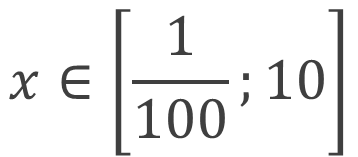 x ∈ [1/100 ; 10]